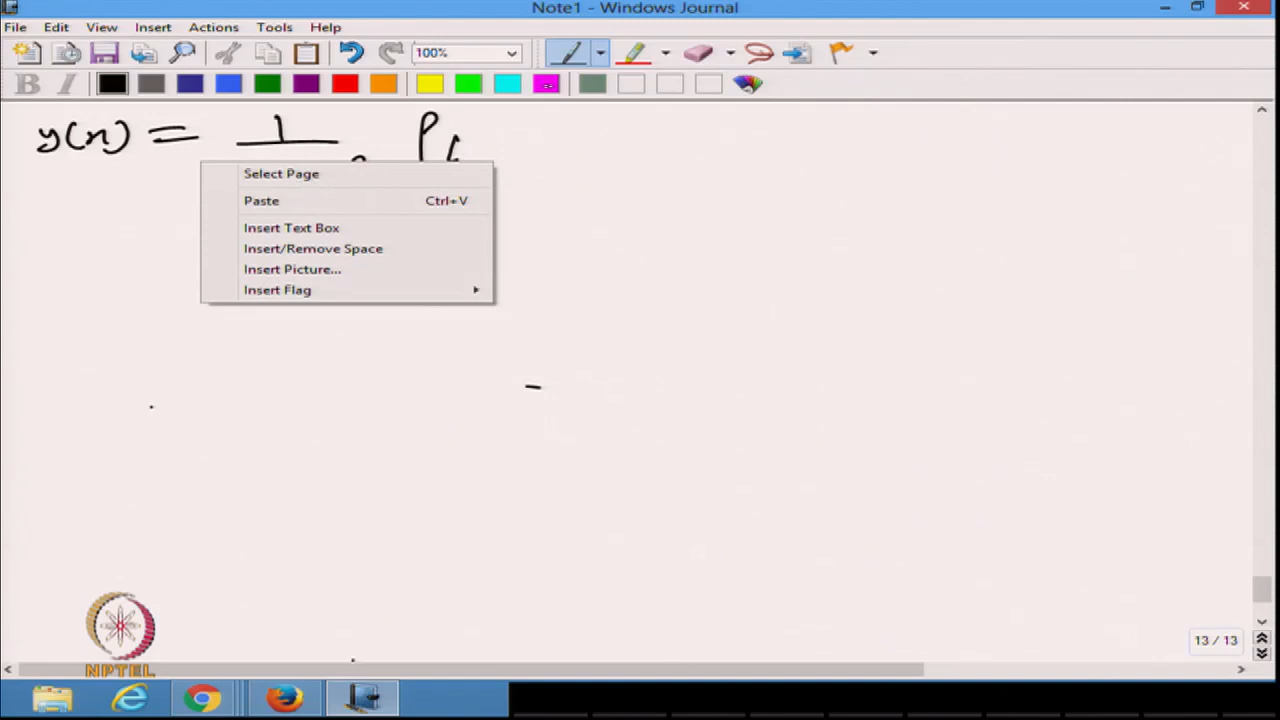 Note1 - Windows Journal
File Edit View Insert Actions Tools Help
100%
B I
y(n) = 1
Select Page
Paste Ctrl+V
Insert Text Box
Insert/Remove Space
Insert Picture...
Insert Flag
13 / 13
NPTEL